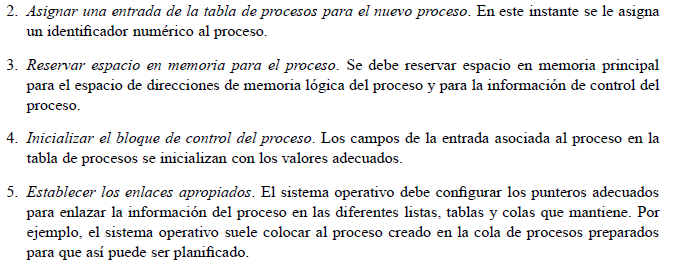 2. Asignar una entrada de la tabla de procesos para el nuevo proceso. En este instante se le asigna
un identificador numérico al proceso.
3. Reservar espacio en memoria para el proceso. Se debe reservar espacio en memoria principal
para el espacio de direcciones de memoria lógica del proceso y para la información de control del
proceso.
4. Inicializar el bloque de control del proceso. Los campos de la entrada asociada al proceso en la
tabla de procesos se inicializan con los valores adecuados.
5. Establecer los enlaces apropiados. El sistema operativo debe configurar los punteros adecuados
para enlazar la información del proceso en las diferentes listas, tablas y colas que mantiene. Por
ejemplo, el sistema operativo suele colocar al proceso creado en la cola de procesos preparados
para que así puede ser planificado.